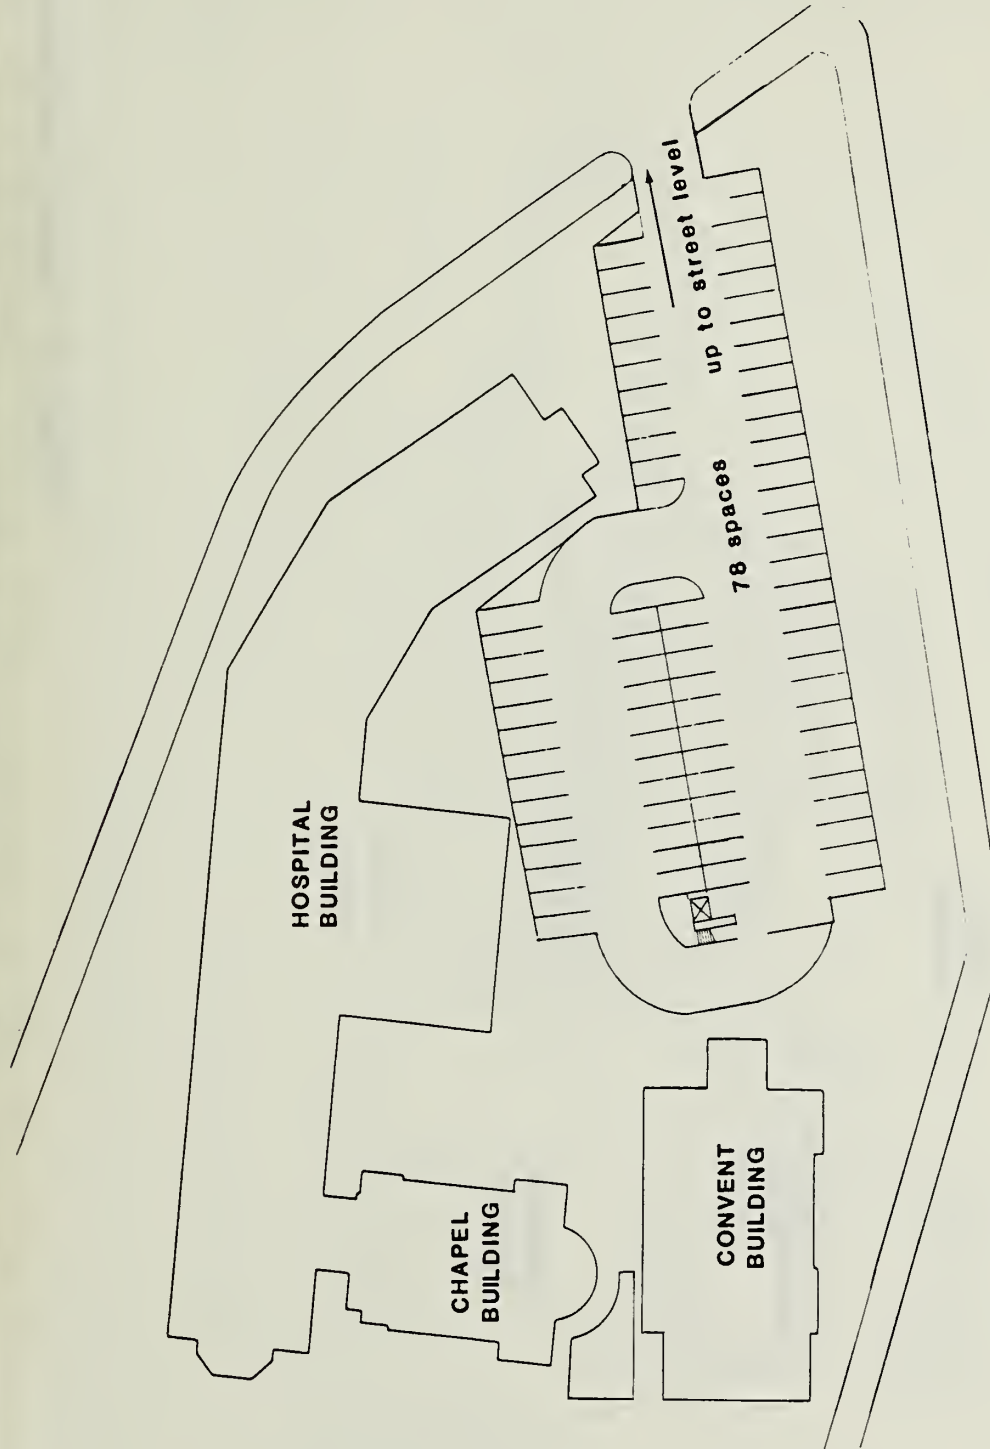 HOSPITAL
BUILDING
CHAPEL
BUILDING
CONVENT
BUILDING
78 spaces
up to street level